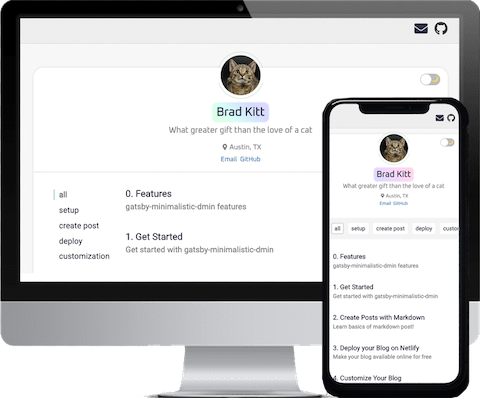 Brad Kitt
What greater gift than the love of a cat
Austin, TX
Email GitHub
all
setup
create post
deploy
customization
0. Features
gatsby-minimalistic-dmin features
1. Get Started
Get started with gatsby-minimalistic-dmin
Brad Kitt
What greater gift than the love of a cat
Austin, TX
Email GitHub
all setup create post deploy custom
0. Features
gatsby-minimalistic-dmin features
1. Get Started
Get started with gatsby-minimalistic-dmin
2. Create Posts with Markdown
Learn basics of markdown post!
3. Deploy your Blog on Netlify
Make your blog available online for free
4. Customize Your Blog